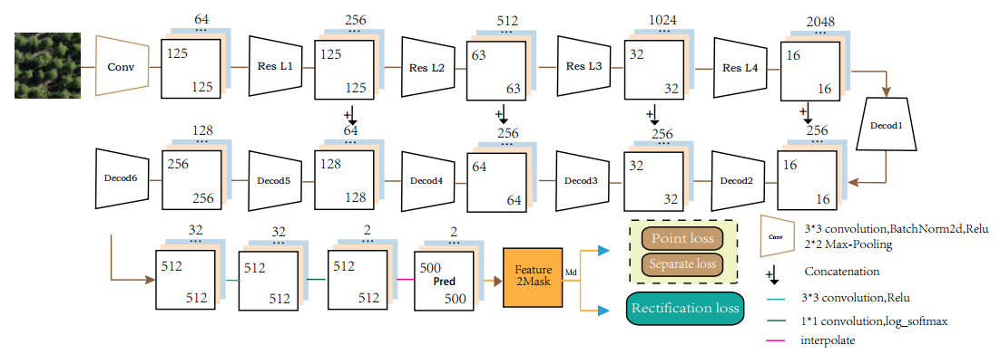 64 256 512 1024 2048
... ... ... ... ...
Conv 125 125 Res L1 125 125 Res L2 63 63 Res L3 32 32 Res L4 16 16
+ + + + Decod1
128 64 256 256 256
... ... ... ... ...
Decod6 256 256 Decod5 128 128 Decod4 64 64 Decod3 32 32 Decod2 16 16
32 32 2 2
... ... ... ...
512 512 512 512 512 512 500 Pred 500
Feature
2Mask
Md
Point loss
Separate loss
Rectification loss
Conv
3*3 convolution,BatchNorm2d,Relu
2*2 Max-Pooling
+ Concatenation
3*3 convolution,Relu
1*1 convolution,log_softmax
interpolate